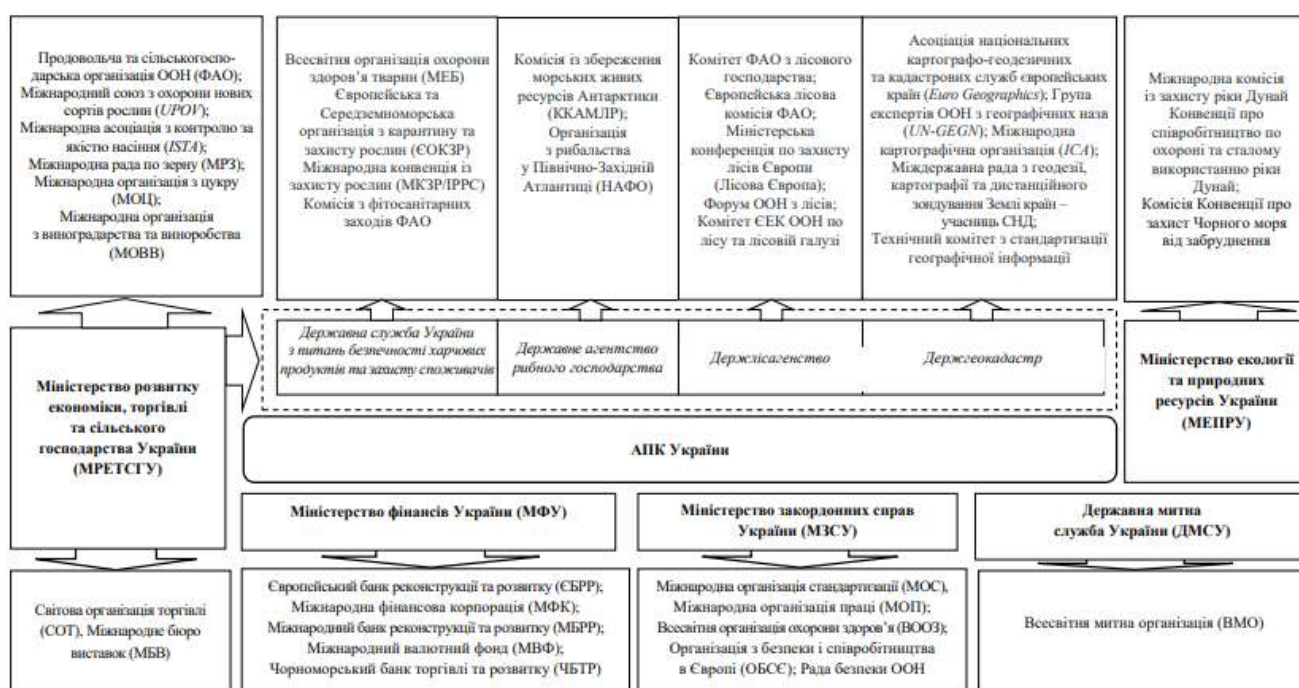 Продовольча та сільськогоспо-
дарська організація ООН (ФАО);
Міжнародний союз з охорони нових
сортів рослин (UPOV);
Міжнародна асоціація з контролю за
якістю насіння (ISTA);
Міжнародна рада по зерну (МРЗ);
Міжнародна організація з цукру
(МОЦ);
Міжнародна організація
з виноградарства та виноробства
(МОВВ)
Всесвітня організація охорони
здоров’я тварин (МЕБ)
Європейська та
Середземноморська
організація з карантину та
захисту рослин (ЄОКЗР)
Міжнародна конвенція із
захисту рослин (МКЗР/IPPC)
Комісія з фітосанітарних
заходів ФАО
Комісія із збереження
морських живих
ресурсів Антарктики
(ККАМЛР);
Організація
з рибальства
у Північно-Західній
Атлантиці (НАФО)
Комітет ФАО з лісового
господарства;
Європейська лісова
комісія ФАО;
Міністерська
конференція по захисту
лісів Європи
(Лісова Європа);
Форум ООН з лісів;
Комітет ЄЕК ООН по
лісу та лісовій галузі
Асоціація національних
картографо-геодезичних
та кадастрових служб європейських
країн (Euro Geographics); Група
експертів ООН з географічних назва
(UN-GEGN); Міжнародна
картографічна організація (ICA);
Міждержавна рада з геодезії,
картографії та дистанційного
зондування Землі країн –
учасниць СНД;
Технічний комітет з стандартизації
географічної інформації
Міжнародна комісія
із захисту ріки Дунай
Конвенції про
співробітництво по
охороні та сталому
використанню ріки
Дунай;
Комісія Конвенції про
захист Чорного моря
від забруднення
Міністерство розвитку
економіки, торгівлі
та сільського
господарства України
(МРЕТСГУ)
Державна служба України
з питань безпечності харчових
продуктів та захисту споживачів
Державне агентство
рибного господарства
Держлісагенство
Держгеокадастр
Міністерство екології
та природних
ресурсів України
(МЕПРУ)
АПК України
Міністерство фінансів України (МФУ)
Міністерство закордонних справ
України (МЗСУ)
Державна митна
служба України (ДМСУ)
Світова організація торгівлі
(СОТ), Міжнародне бюро
виставок (МБВ)
Європейський банк реконструкції та розвитку (ЄБРР);
Міжнародна фінансова корпорація (МФК);
Міжнародний банк реконструкції та розвитку (МБРР);
Міжнародний валютний фонд (МВФ);
Чорноморський банк торгівлі та розвитку (ЧБТР)
Міжнародна організація стандартизації (МОС),
Міжнародна організація праці (МОП);
Всесвітня організація охорони здоров’я (ВООЗ);
Організація з безпеки і співробітництва
в Європі (ОБСЄ); Рада безпеки ООН
Всесвітня митна організація (ВМО)